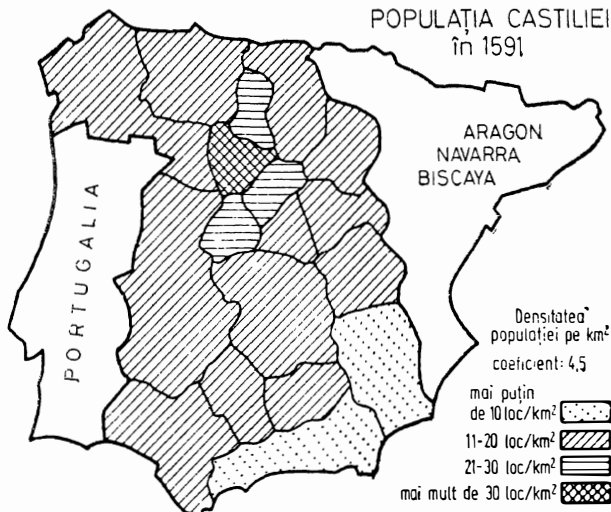 POPULAȚIA CASTILIEI
în 1591
ARAGON
NAVARRA
BISCAYA
PORTUGALIA
Densitatea
populației pe km²
coeficient: 4,5
mai puțin
de 10 loc/km²
11-20 loc/km²
21-30 loc/km²
mai mult de 30 loc/km²